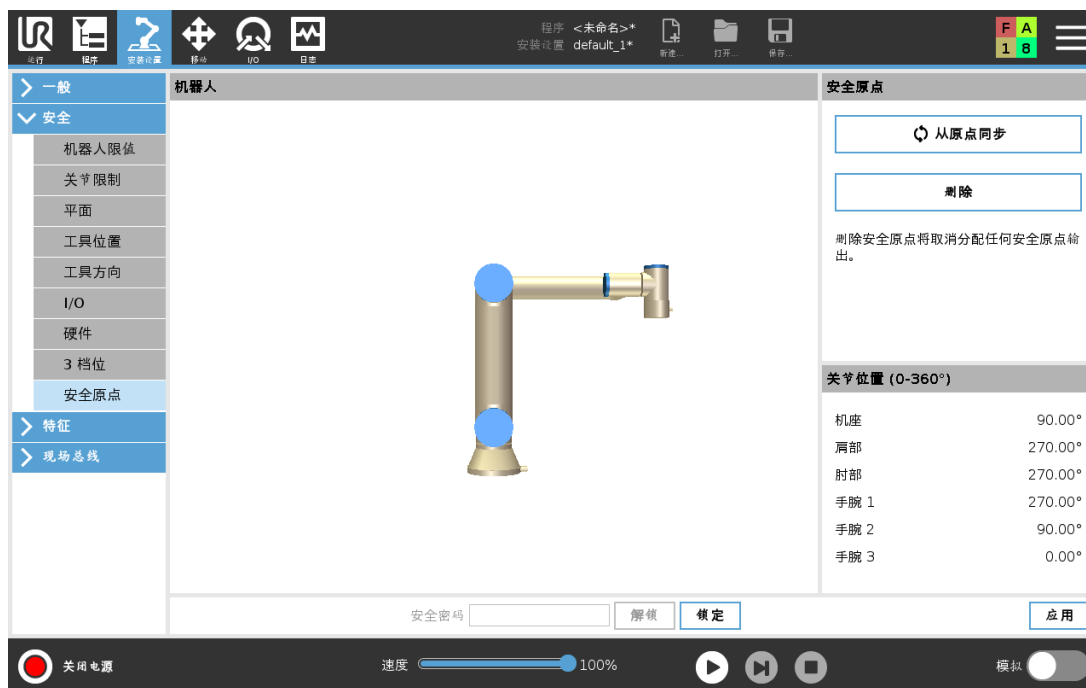 程序 <未命名>*
安装设置 default_1*
UR
运行
程序
安装设置
移动
I/O
日志
新建...
打开...
保存...
F A
1 8
一般
安全
机器人限值
关节限制
平面
工具位置
工具方向
I/O
硬件
3 档位
安全原点
特征
现场总线
机器人
安全原点
从原点同步
删除
删除安全原点将取消分配任何安全原点输
出。
关节位置 (0-360°)
机座 90.00°
肩部 270.00°
肘部 270.00°
手腕 1 270.00°
手腕 2 90.00°
手腕 3 0.00°
安全密码 解锁 锁定 应用
关闭电源 速度 100% 模拟